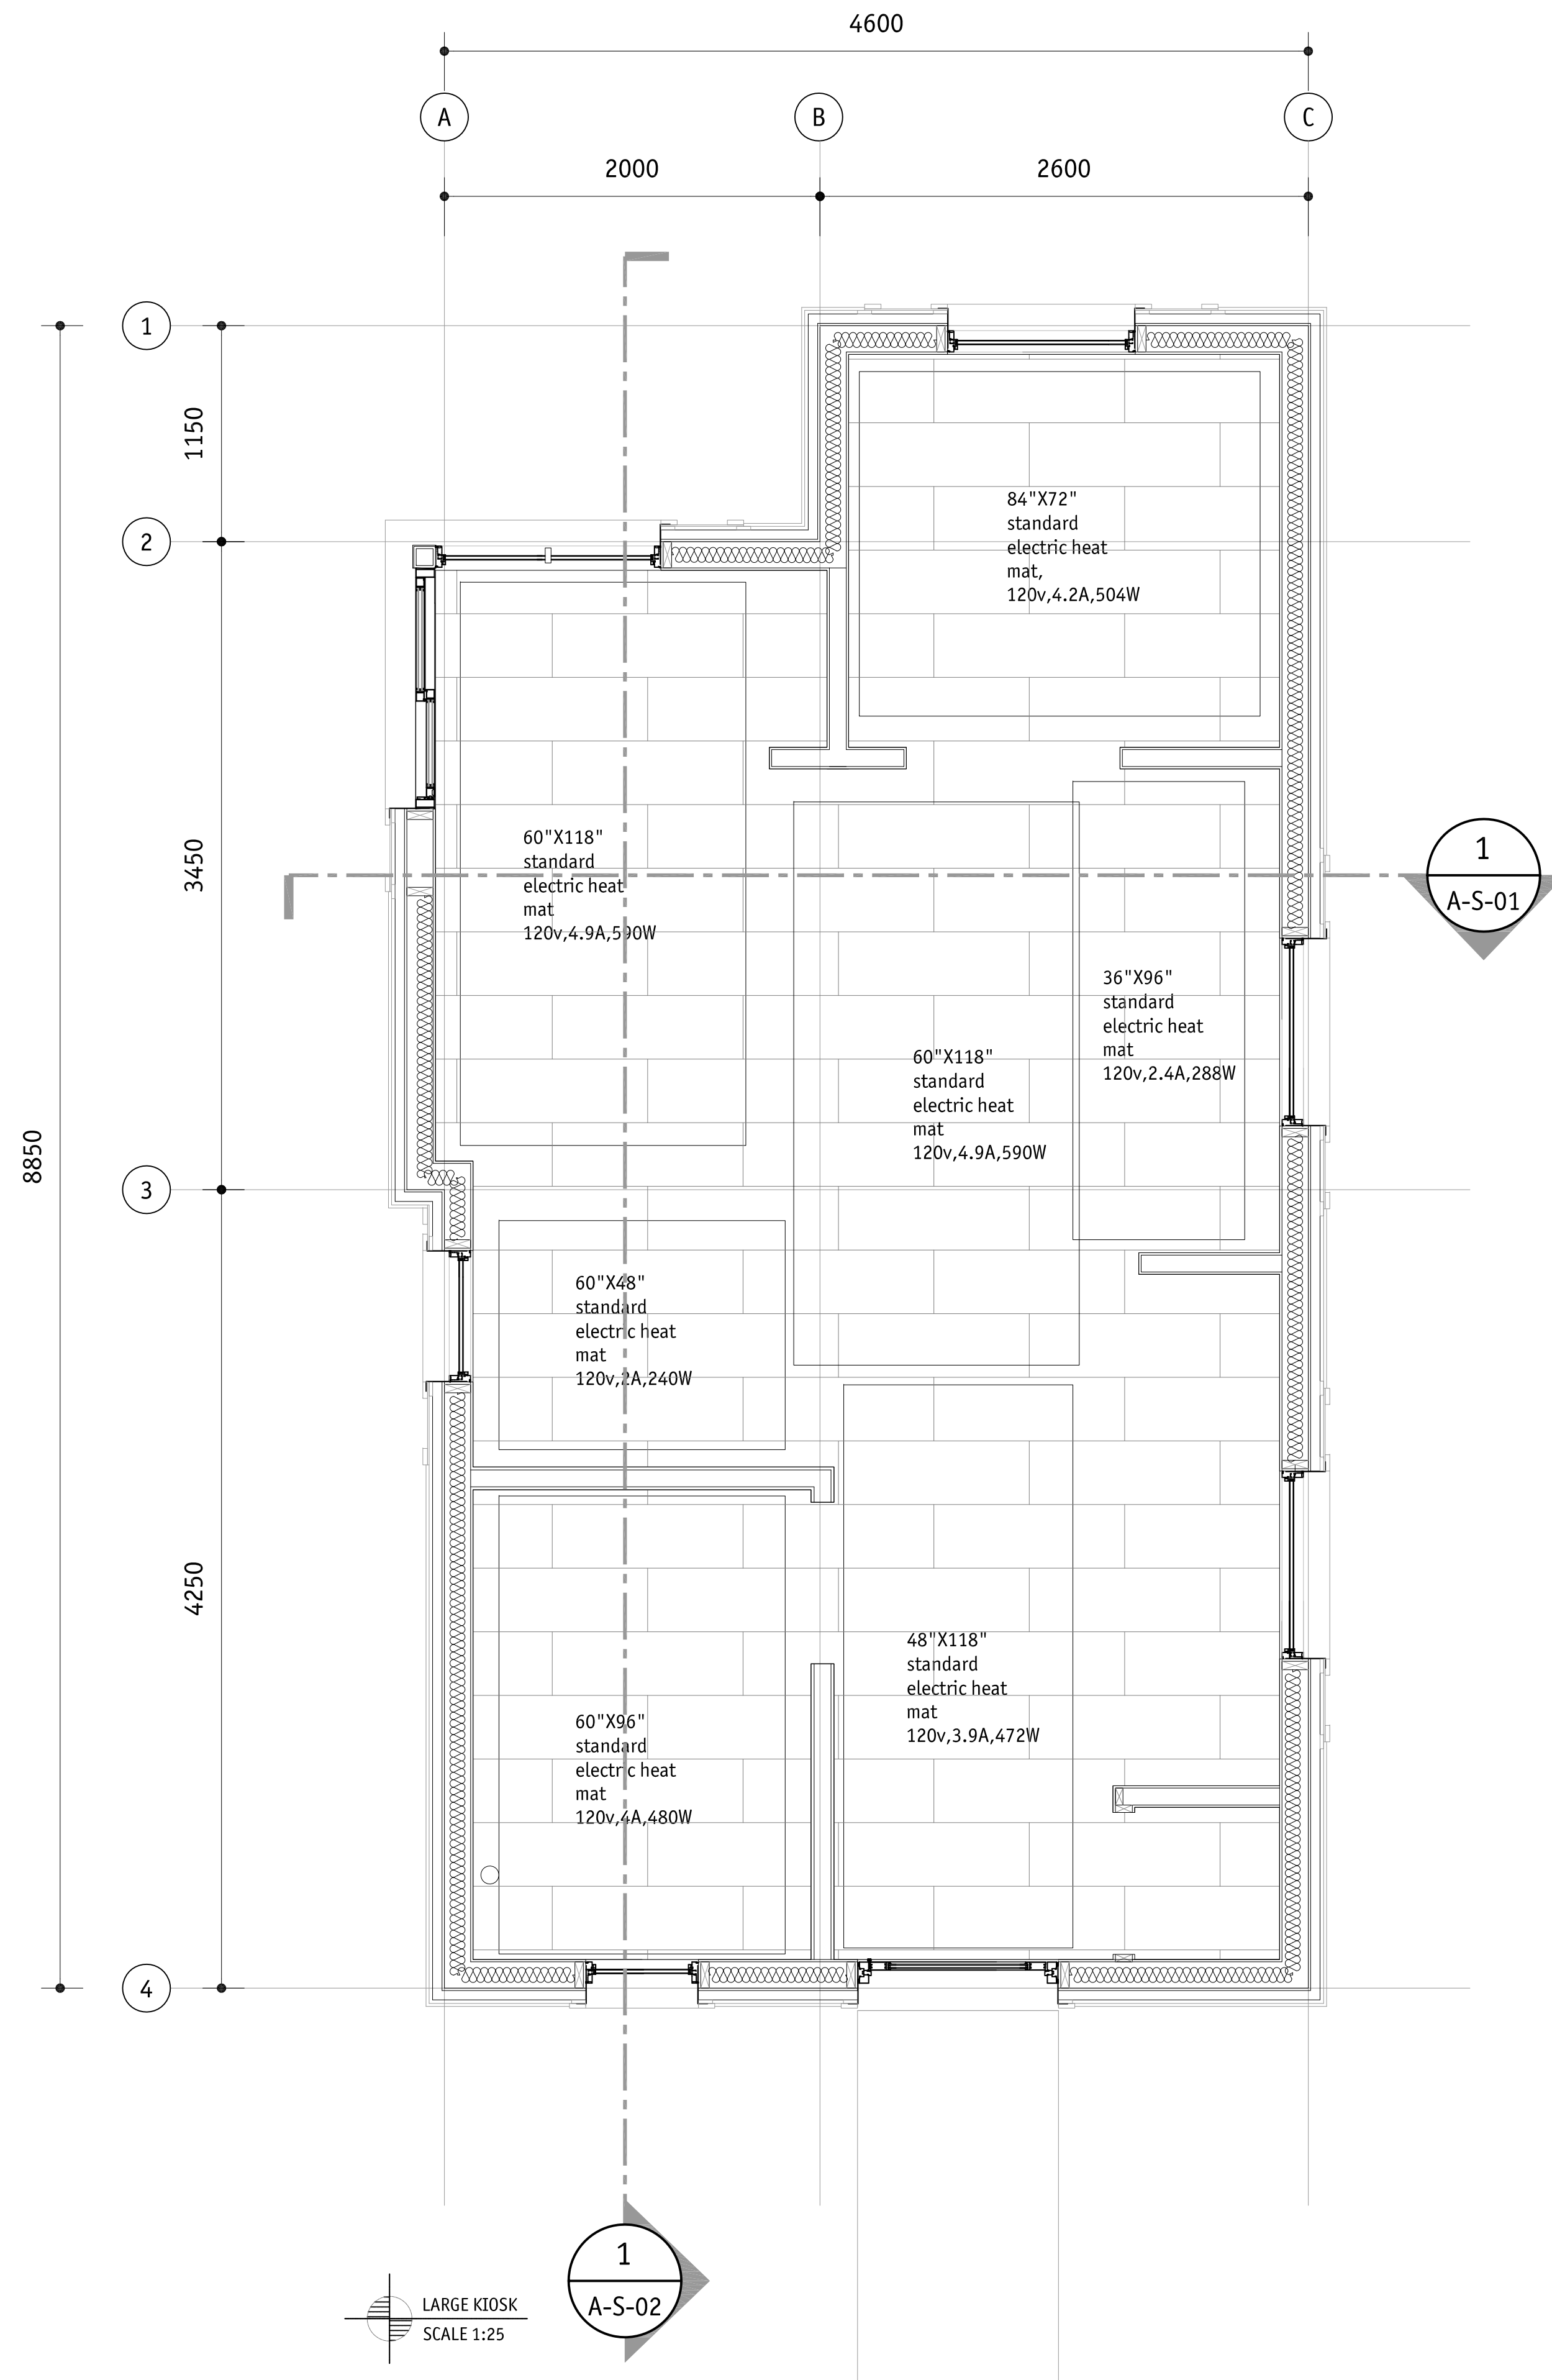 4600
A
B
C
2000
2600
1
1150
2
84"X72"
standard
electric heat
mat,
120v,4.2A,504W
3450
60"X118"
standard
electric heat
mat
120v,4.9A,590W
1
A-S-01
36"X96"
standard
electric heat
mat
120v,2.4A,288W
60"X118"
standard
electric heat
mat
120v,4.9A,590W
8850
3
60"X48"
standard
electric heat
mat
120v,2A,240W
4250
48"X118"
standard
electric heat
mat
120v,3.9A,472W
60"X96"
standard
electric heat
mat
120v,4A,480W
4
1
A-S-02
LARGE KIOSK
SCALE 1:25